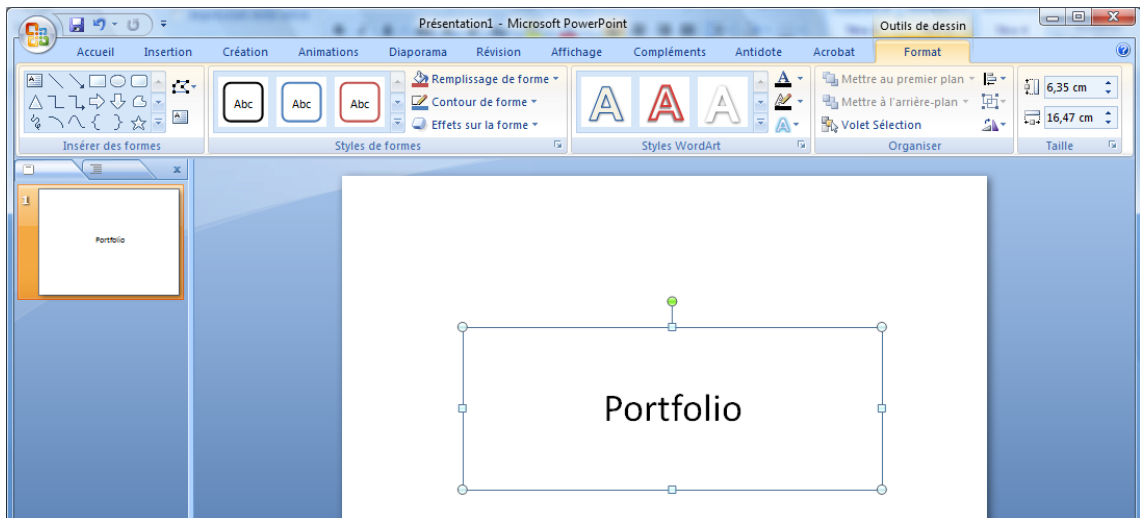 Présentation1 - Microsoft PowerPoint
Outils de dessin
Accueil Insertion Création Animations Diaporama Révision Affichage Compléments Antidote Acrobat Format
Abc Abc Abc
Remplissage de forme
Contour de forme
Effets sur la forme
A A A
A
A
Mettre au premier plan
Mettre à l'arrière-plan
Volet Sélection
6,35 cm
16,47 cm
Insérer des formes Styles de formes Styles WordArt Organiser Taille
1
Portfolio
Portfolio